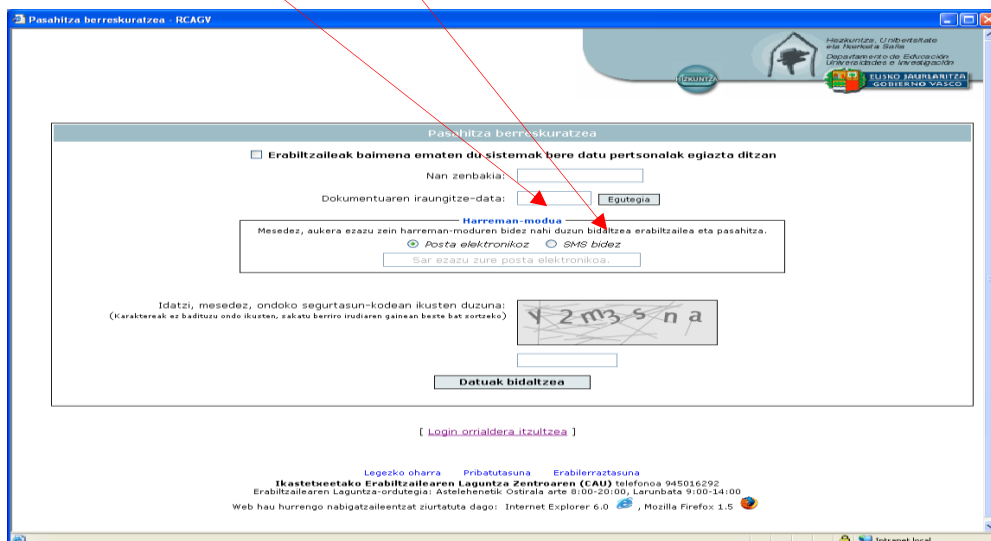 Pasahitza berreskuratzea - RCAGV
Hezkuntza, Unibertsitate
eta Ikerketa Saila
Departamento de Educación
Universidades e Investigación
HEZKUNTZA
EUSKO JAURLARITZA
GOBIERNO VASCO
Pasahitza berreskuratzea
Erabiltzaileak baimena ematen du sistemak bere datu pertsonalak egiazta ditzan
Nan zenbakia:
Dokumentuaren iraungitze-data:
Egutegia
Harreman-modua
Mesedez, aukera ezazu zein harreman-moduren bidez nahi duzun bidaltzea erabiltzailea eta pasahitza.
Posta elektronikoz SMS bidez
Sar ezazu zure posta elektronikoa.
Idatzi, mesedez, ondoko segurtasun-kodean ikusten duzuna:
(Karaktereak ez badituzu ondo ikusten, sakatu berriro irudiaren gainean beste bat sortzeko)
y2m3sna
Datuak bidaltzea
[ Login orrialdera itzultzea ]
Legezko oharra Pribatutasuna Erabilerraztasuna
Ikastetxeetako Erabiltzailearen Laguntza Zentroaren (CAU) telefonoa 945016292
Erabiltzailearen Laguntza-ordutegia: Astelehenetik Ostirala arte 8:00-20:00, Larunbata 9:00-14:00
Web hau hurrengo nabigatzaileentzat ziurtatuta dago: Internet Explorer 6.0 , Mozilla Firefox 1.5
Intranet local